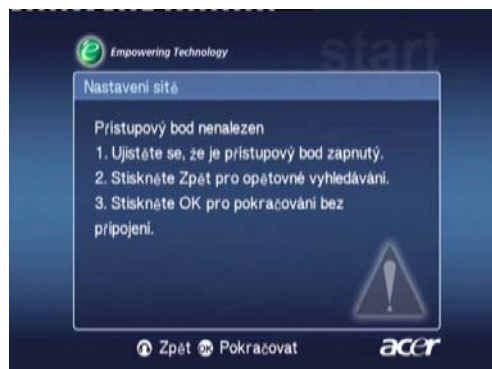 Empowering Technology
start
Nastavení sítě
Přístupový bod nenalezen
1. Ujistěte se, že je přístupový bod zapnutý.
2. Stiskněte Zpět pro opětovné vyhledávání.
3. Stiskněte OK pro pokračování bez
připojení.
Zpět OK Pokračovat
acer